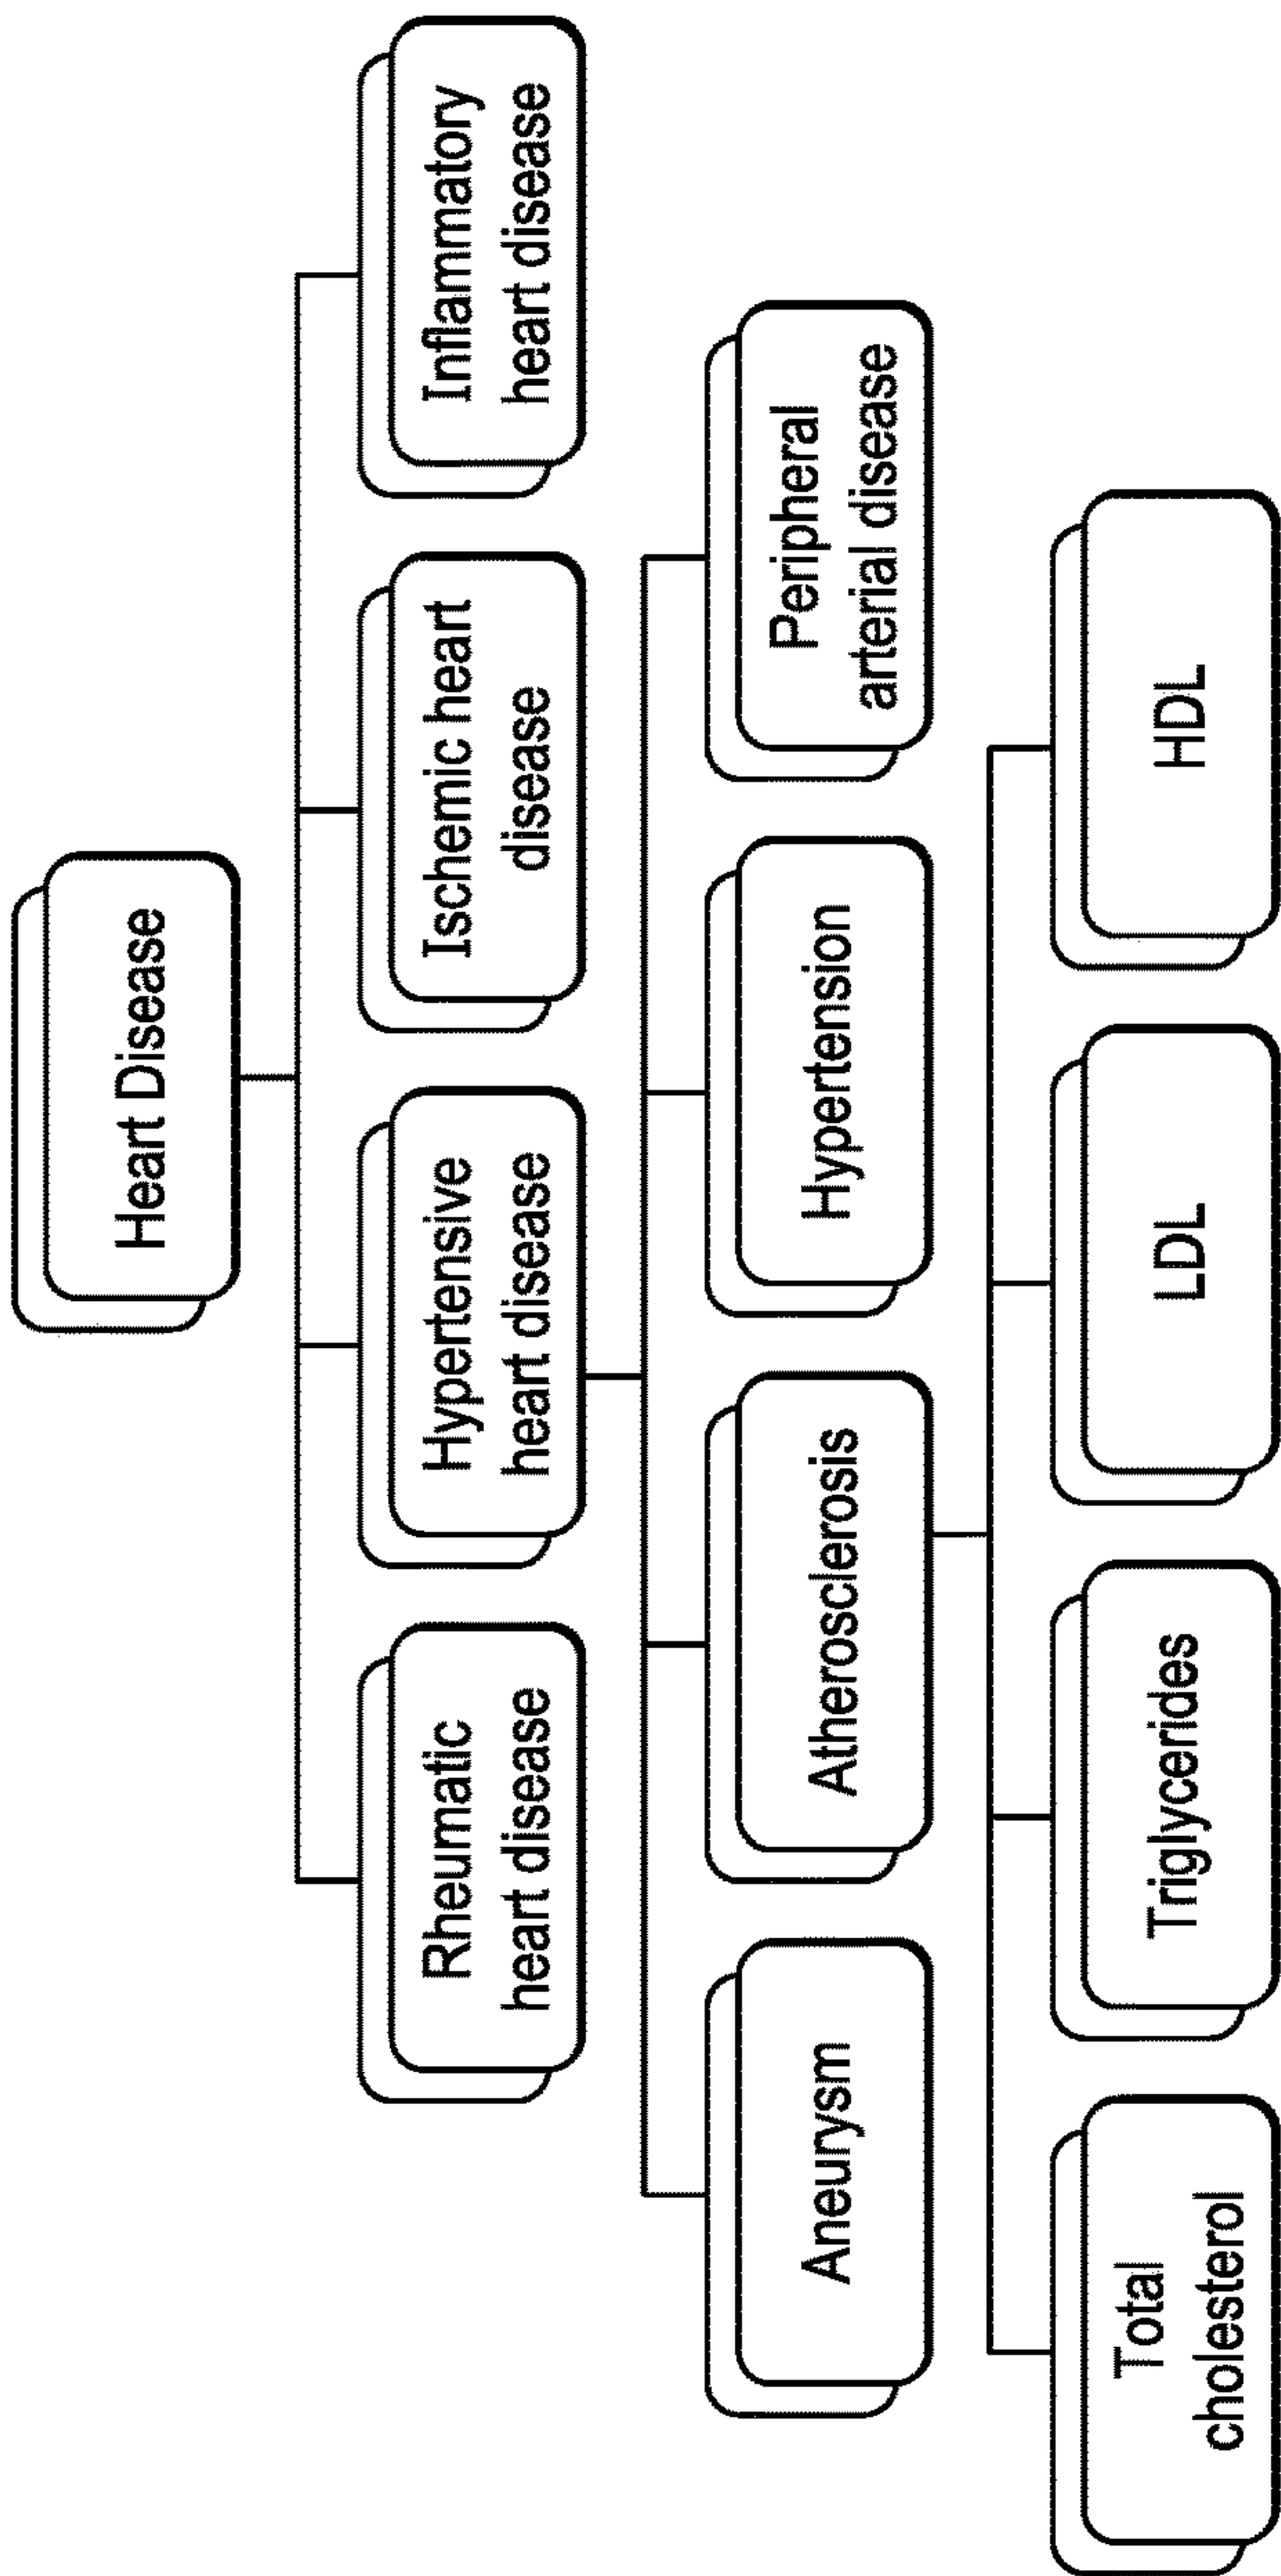 Heart Disease
Rheumatic
heart disease
Hypertensive
heart disease
Ischemic heart
disease
Inflammatory
heart disease
Aneurysm
Atherosclerosis
Hypertension
Peripheral
arterial disease
Total
cholesterol
Triglycerides
LDL
HDL